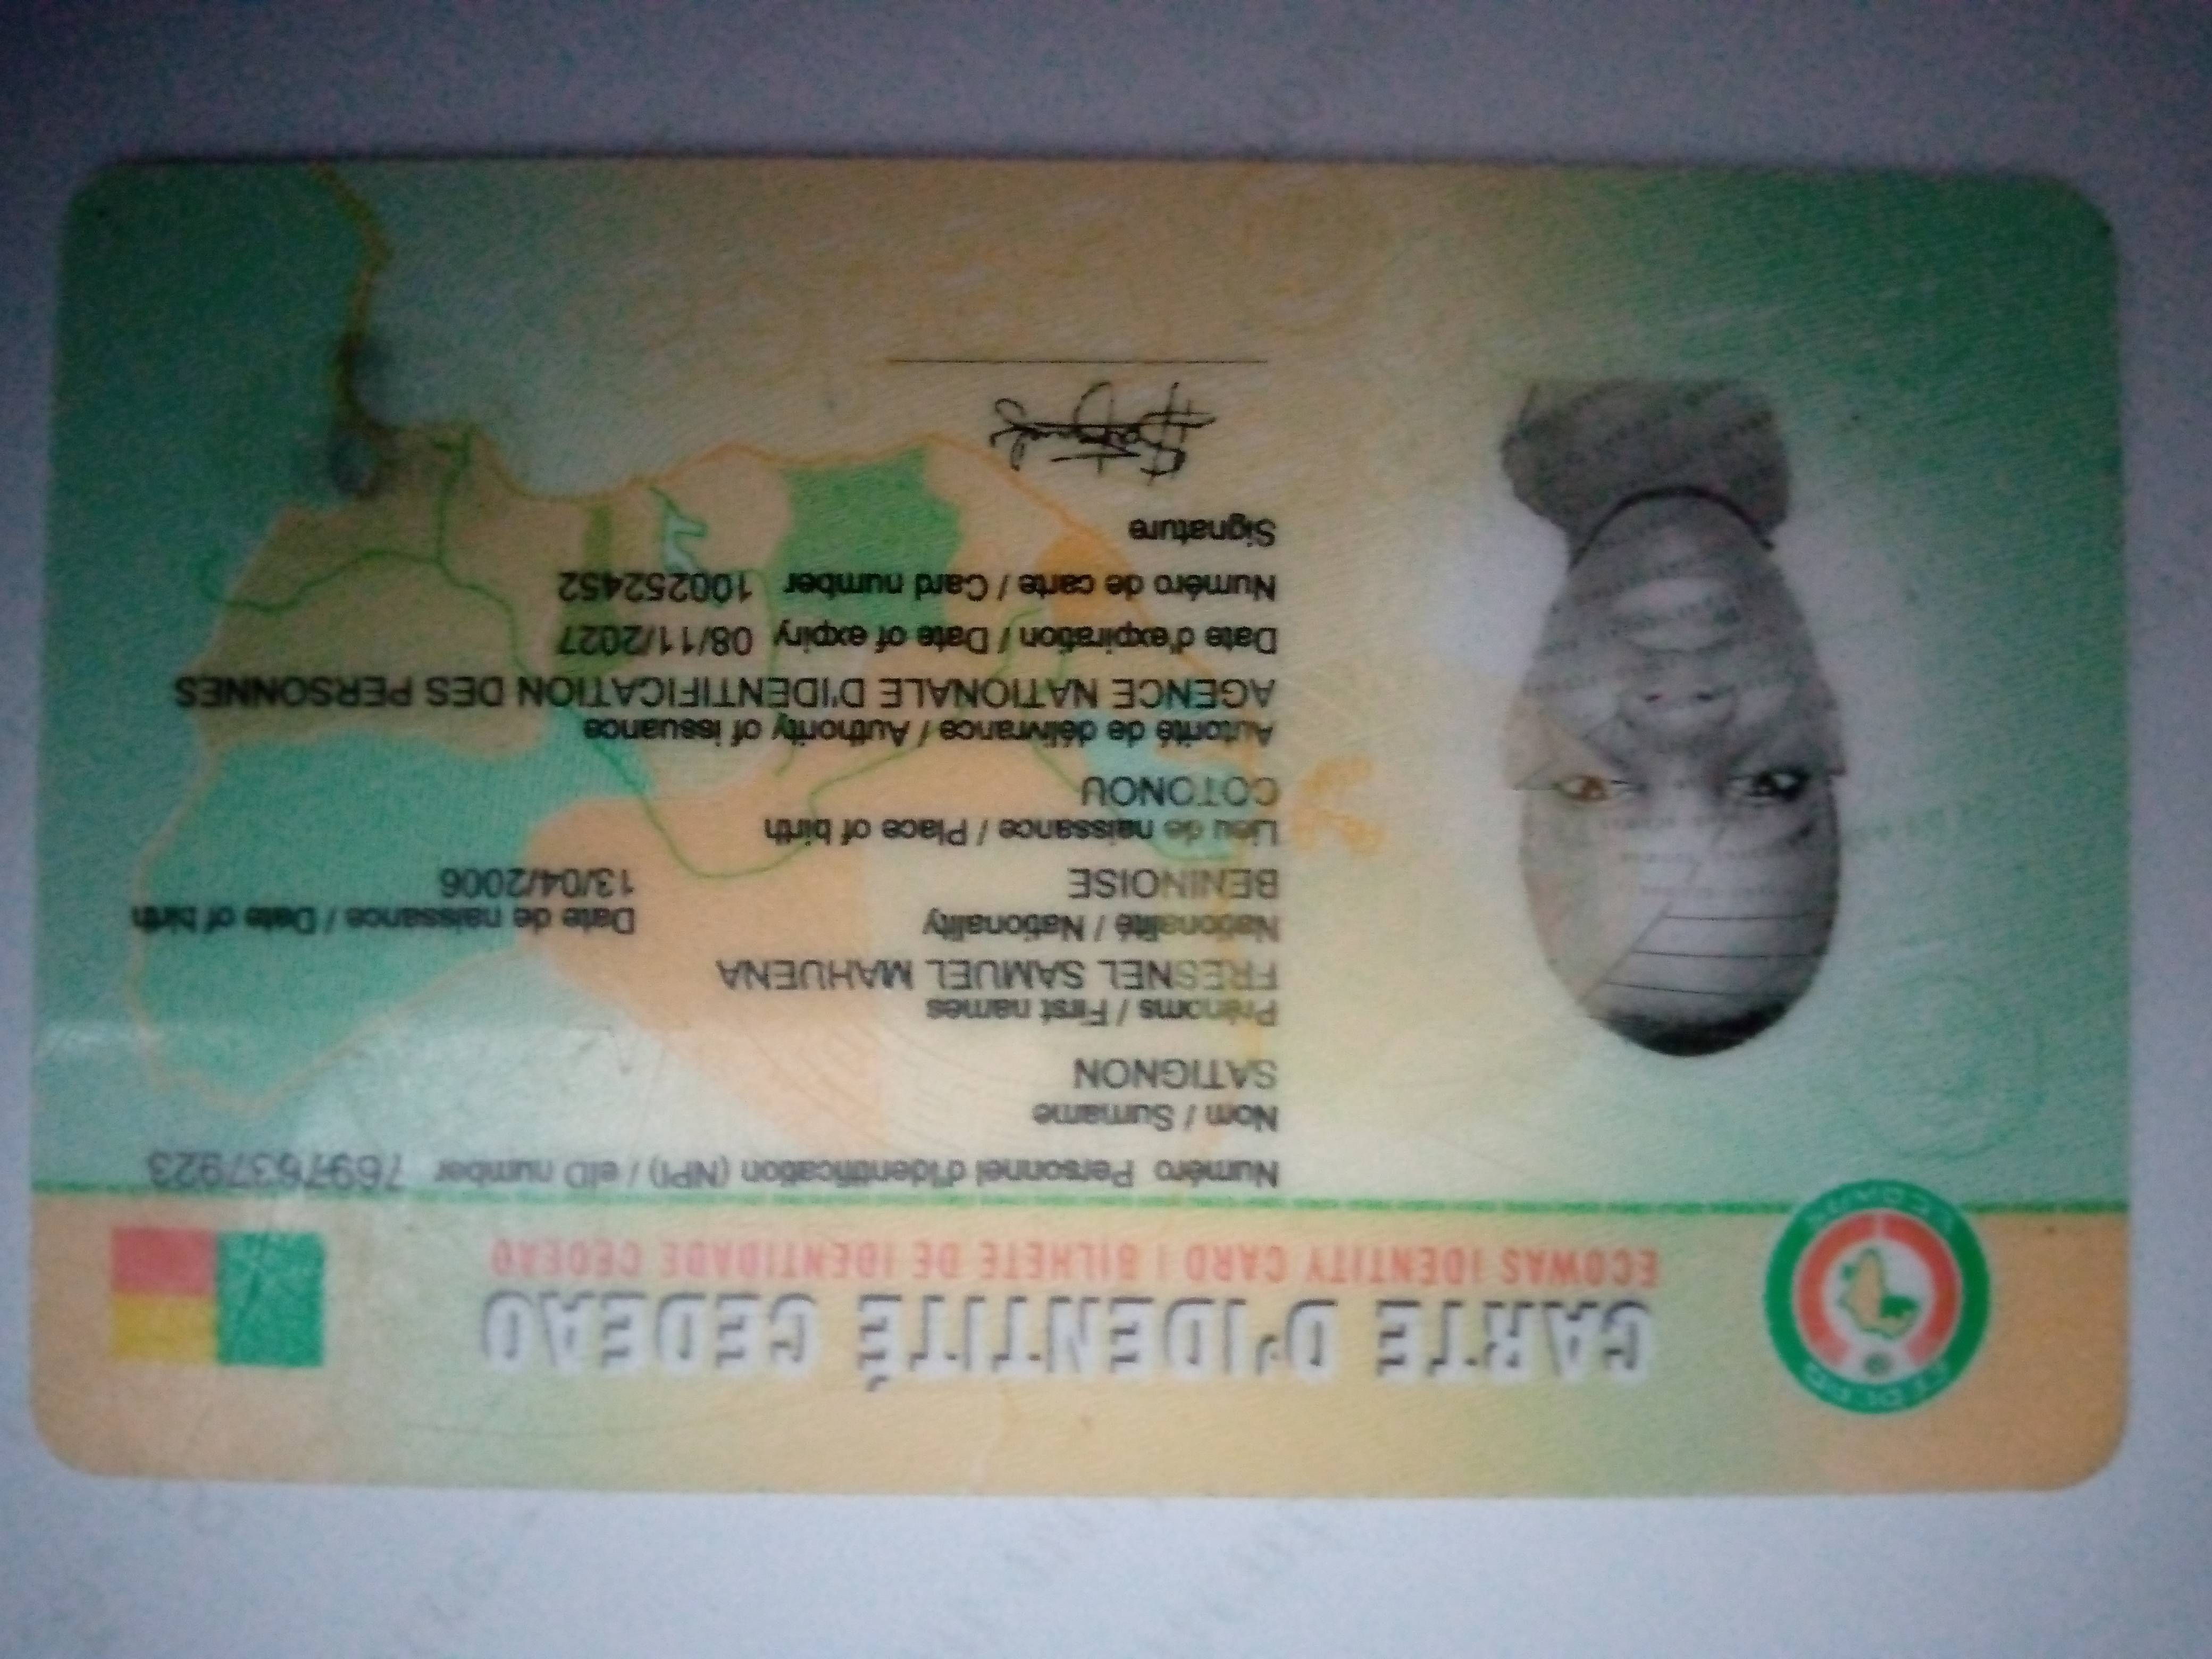 CARTE D'IDENTITÉ CEDEAO
ECOWAS IDENTITY CARD | BILHETE DE IDENTIDADE CEDEAO
Numéro Personnel d'identification (NPI) / eID number 7697637923
Nom / Surname
SATIGNON
Prénoms / First names
FRESNEL SAMUEL MAHUENA
Nationalité / Nationality
Date de naissance / Date of birth
BENINOISE
13/04/2006
Lieu de naissance / Place of birth
COTONOU
Autorité de délivrance / Authority of issuance
AGENCE NATIONALE D'IDENTIFICATION DES PERSONNES
Date d'expiration / Date of expiry 08/11/2027
Numéro de carte / Card number 100252452
Signature